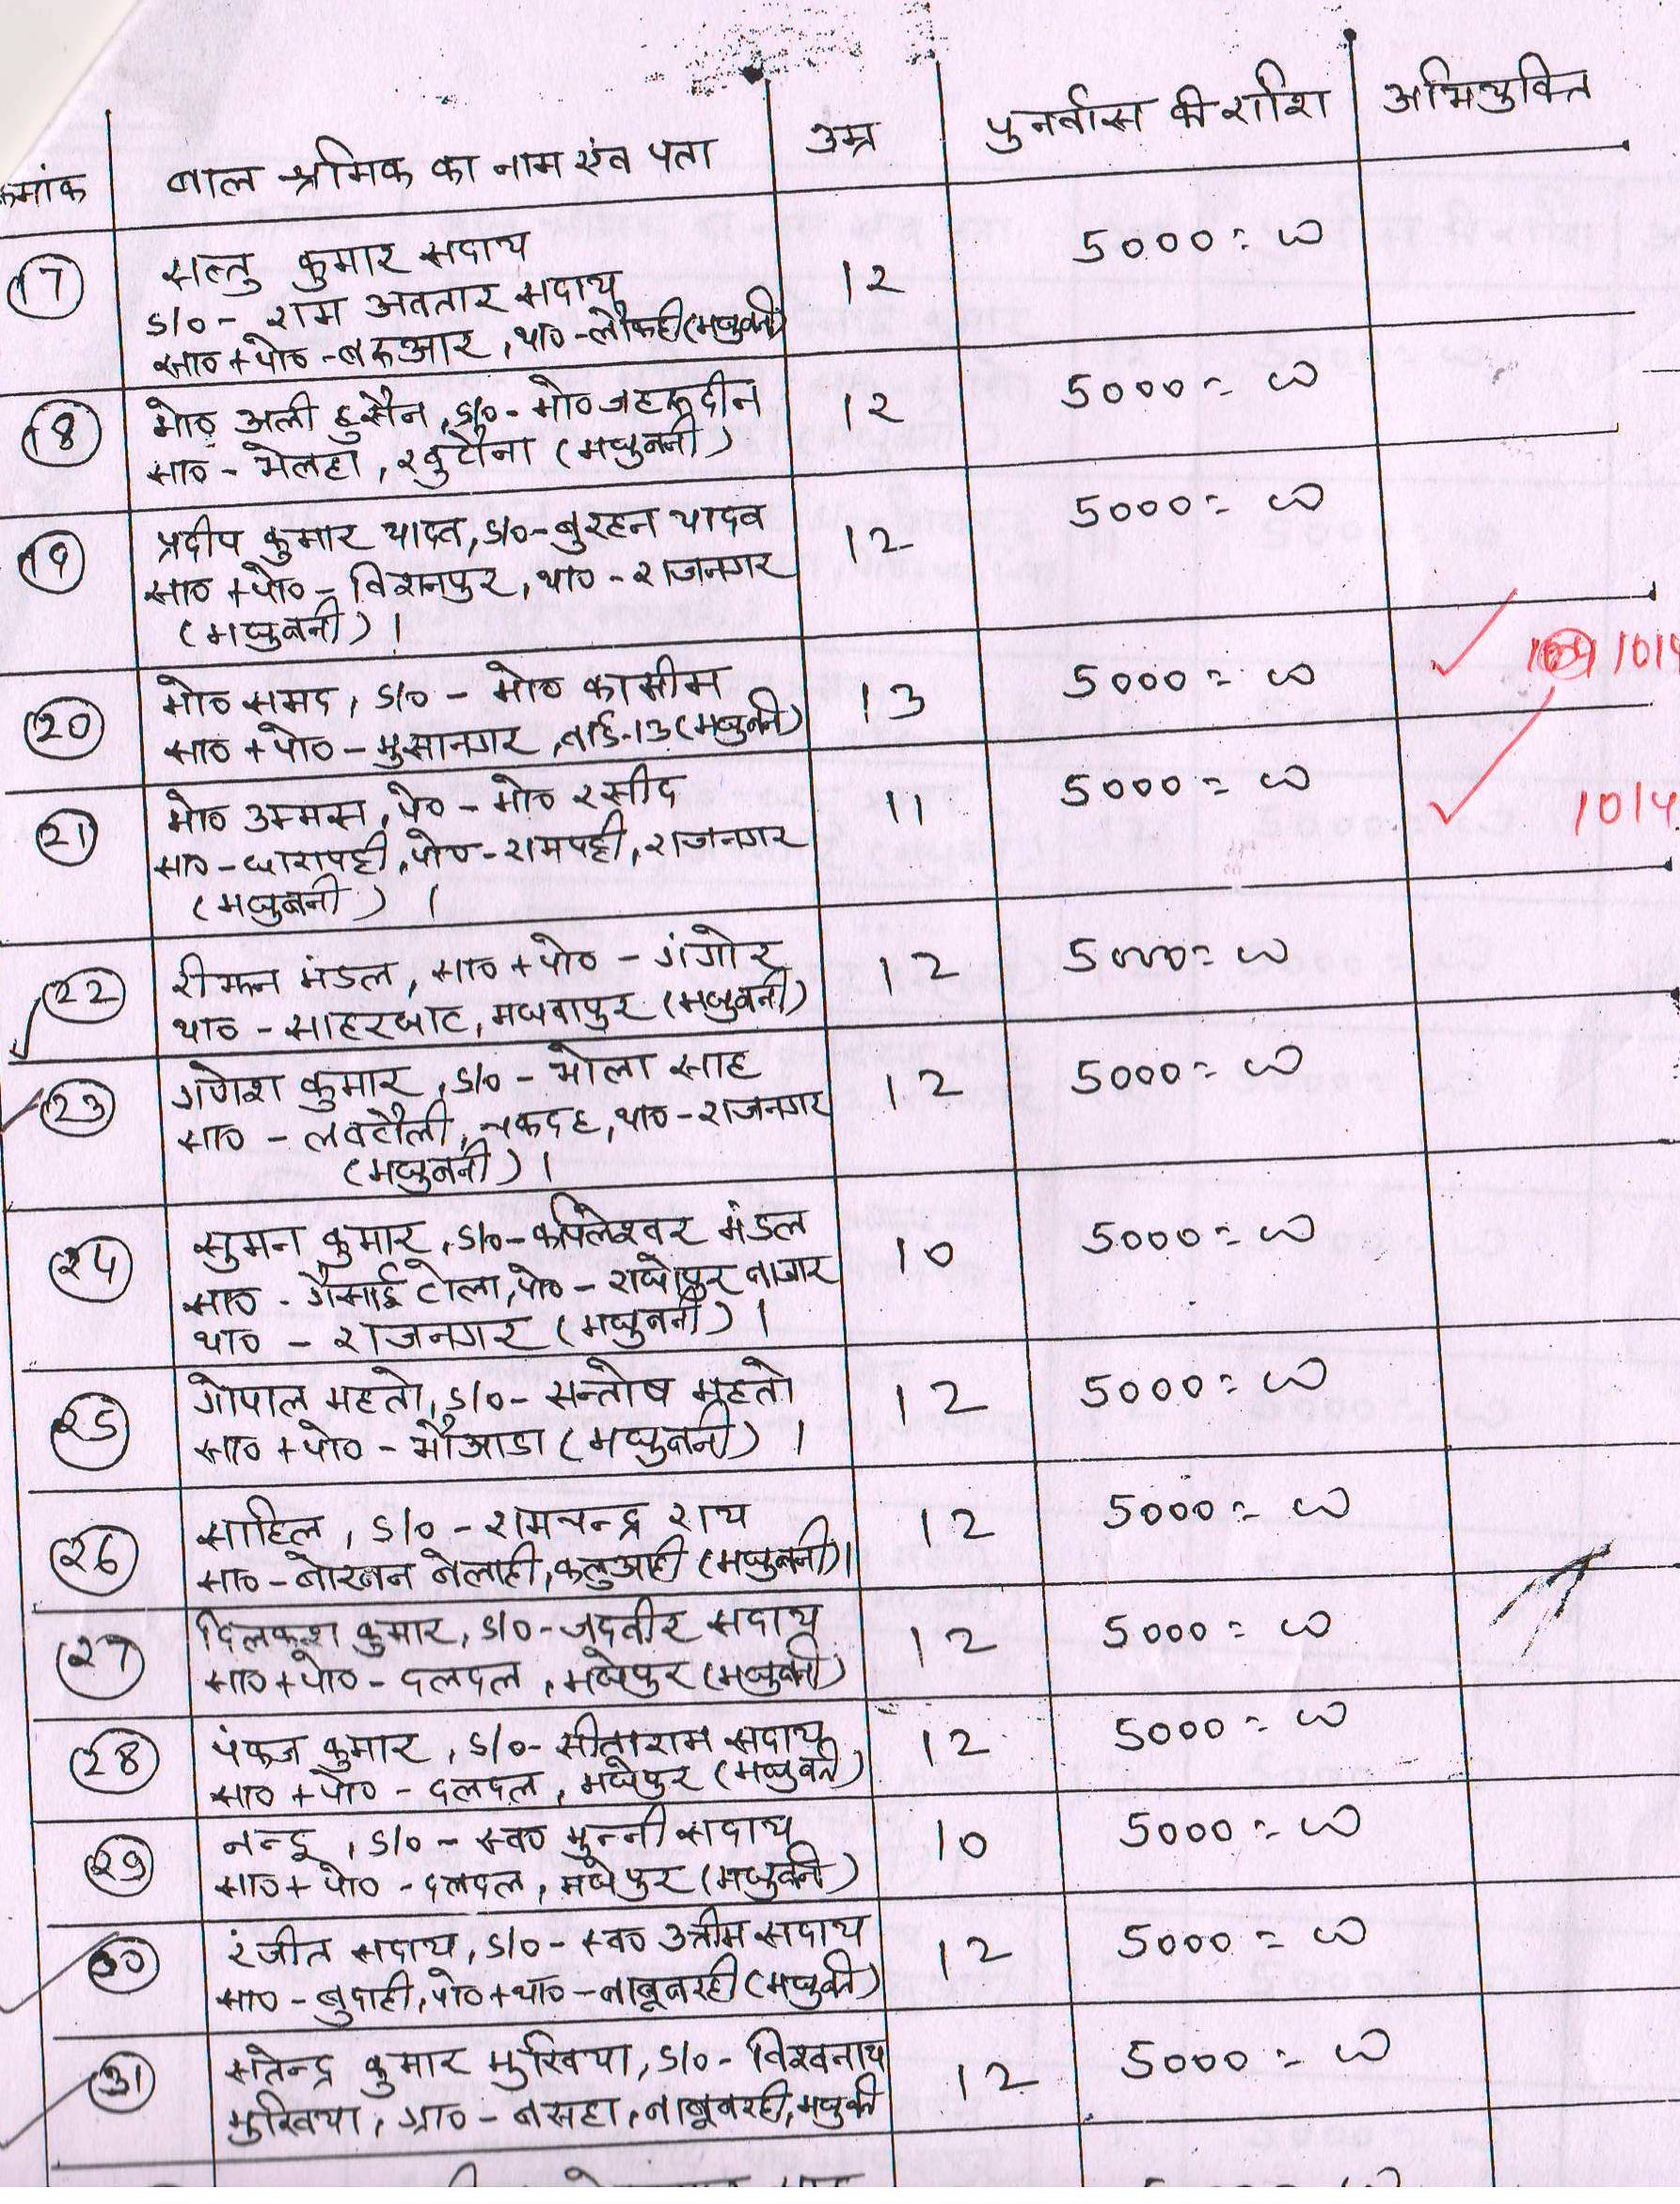 क्रमांक बाल श्रमिक का नाम एंव पता उम्र पुनर्वास की राशि अभियुक्ति
17 सत्तु कुमार सदाय 12 5000=00
S/o- राम अवतार सदाय
सा०+पो०-बरूआर, था०-लौकही (मधुबनी)
18 मो० अली हुसैन, S/o- मो० जहरूदीन 12 5000=00
सा०- मेलहा, खुटौना (मधुबनी)
19 प्रदीप कुमार यादव, S/o- बुरहन यादव 12 5000=00
सा०+पो०- विशनपुर, था०- राजनगर
(मधुबनी) ।
20 मो० समद, S/o- मो० कासीम 13 5000=00 1014
सा०+पो०- मुसानगर, वार्ड-13 (मधुबनी)
21 मो० उम्मस, पे०- मो० रसीद 11 5000=00 1014
सा०-धारापट्टी, पो०-रामपट्टी, राजनगर
(मधुबनी) ।
22 रीझन मंडल, सा०+पो०- गंगोर 12 5000=00
था०- साहरघाट, मधवापुर (मधुबनी)
23 गणेश कुमार, S/o- भोला साह 12 5000=00
सा०- लवटौली, चकदह, था०- राजनगर
(मधुबनी) ।
24 सुमन कुमार, S/o- कपिलेश्वर मंडल 10 5000=00
सा०- गोसाई टोला, पो०- राघोपुर बाजार
था०- राजनगर (मधुबनी) ।
25 गोपाल महतो, S/o- सन्तोष महतो 12 5000=00
सा०+पो०- भौआडा (मधुबनी) ।
26 साहिल, S/o- रामचन्द्र राय 12 5000=00
सा०- बोरवन बेलाही, कलुआही (मधुबनी)।
27 दिलकुश कुमार, S/o- जदवीर सदाय 12 5000=00
सा०+पो०- दलदल, मधेपुर (मधुबनी)
28 पंकज कुमार, S/o- सीताराम सदाय 12 5000=00
सा०+पो०- दलदल, मधेपुर (मधुबनी)
29 नन्दू, S/o- स्व० मुन्नी सदाय 10 5000=00
सा०+पो०- दलदल, मधेपुर (मधुबनी)
30 रंजीत सदाय, S/o- स्व० उत्तीम सदाय 12 5000=00
सा०- बुदाही, पो०+था०- बाबूबरही (मधुबनी)
31 सतेन्द्र कुमार मुखिया, S/o- विश्वनाथ 12 5000=00
मुखिया, ग्रा०- बसहा, बाबूबरही, मधुबनी